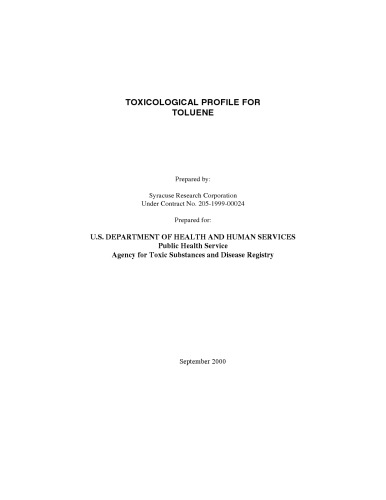 TOXICOLOGICAL PROFILE FOR
TOLUENE
Prepared by:
Syracuse Research Corporation
Under Contract No. 205-1999-00024
Prepared for:
U.S. DEPARTMENT OF HEALTH AND HUMAN SERVICES
Public Health Service
Agency for Toxic Substances and Disease Registry
September 2000